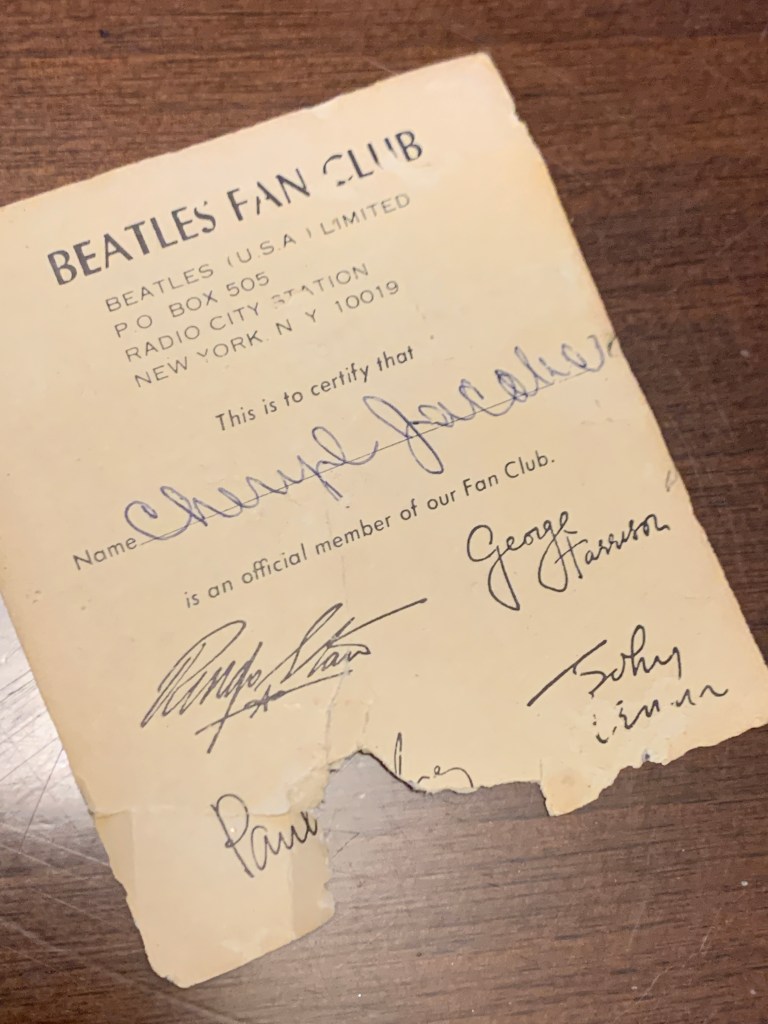 BEATLES FAN CLUB
BEATLES (U.S.A.) LIMITED
P.O. BOX 505
RADIO CITY STATION
NEW YORK. N Y 10019
This is to certify that
Name Cheryl
is an official member of our Fan Club.
George
Harrison
Ringo Starr
John
Lennon
Paul